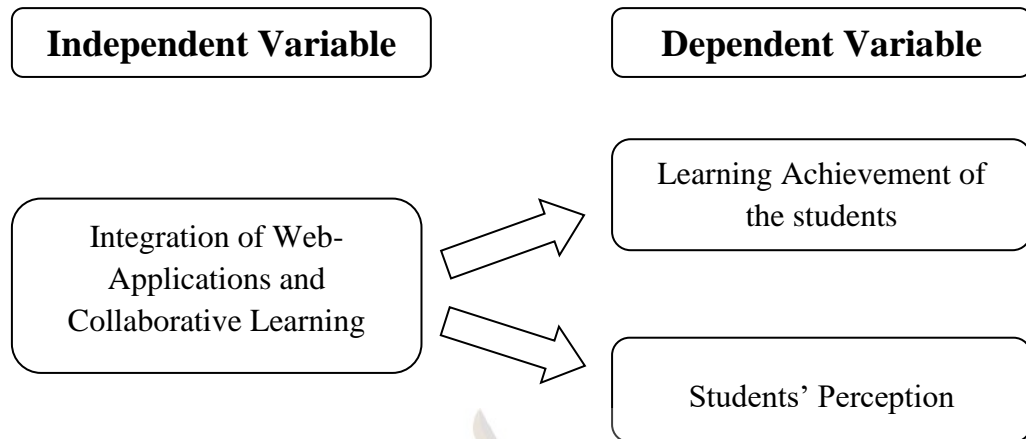 Independent Variable
Dependent Variable
Integration of Web-
Applications and
Collaborative Learning
Learning Achievement of
the students
Students’ Perception